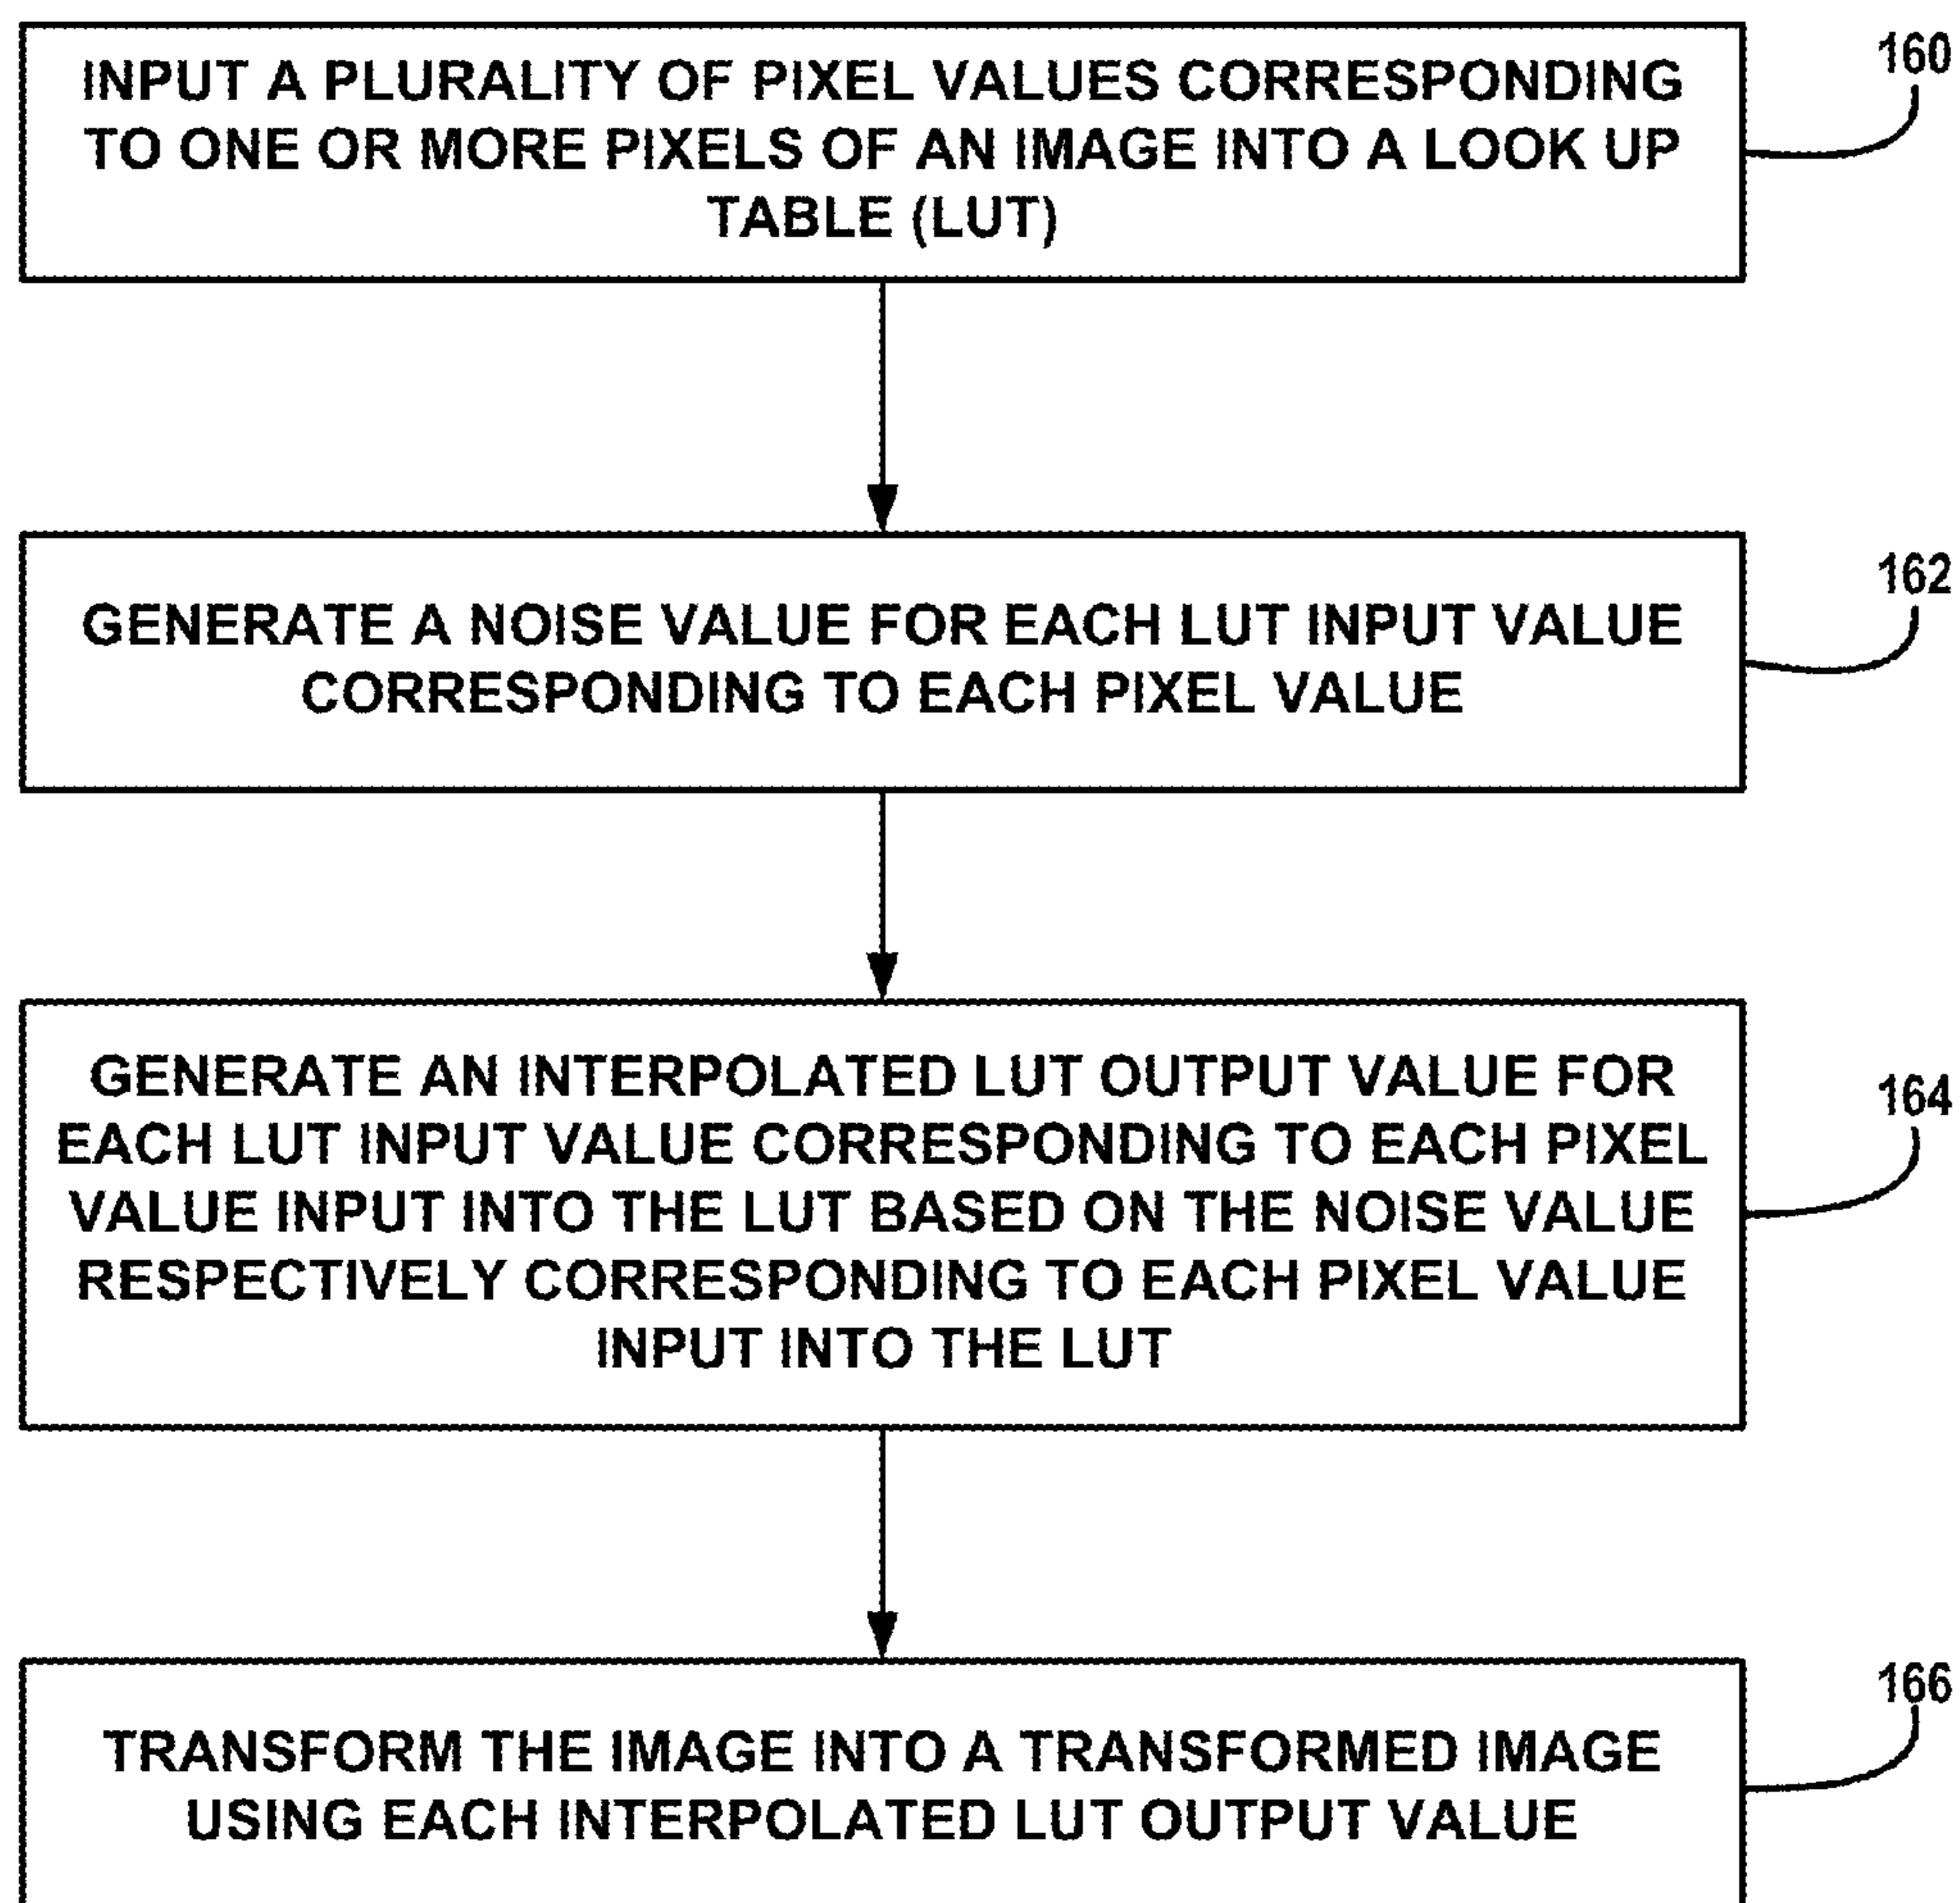 INPUT A PLURALITY OF PIXEL VALUES CORRESPONDING
TO ONE OR MORE PIXELS OF AN IMAGE INTO A LOOK UP
TABLE (LUT)
160
GENERATE A NOISE VALUE FOR EACH LUT INPUT VALUE
CORRESPONDING TO EACH PIXEL VALUE
162
GENERATE AN INTERPOLATED LUT OUTPUT VALUE FOR
EACH LUT INPUT VALUE CORRESPONDING TO EACH PIXEL
VALUE INPUT INTO THE LUT BASED ON THE NOISE VALUE
RESPECTIVELY CORRESPONDING TO EACH PIXEL VALUE
INPUT INTO THE LUT
164
TRANSFORM THE IMAGE INTO A TRANSFORMED IMAGE
USING EACH INTERPOLATED LUT OUTPUT VALUE
166